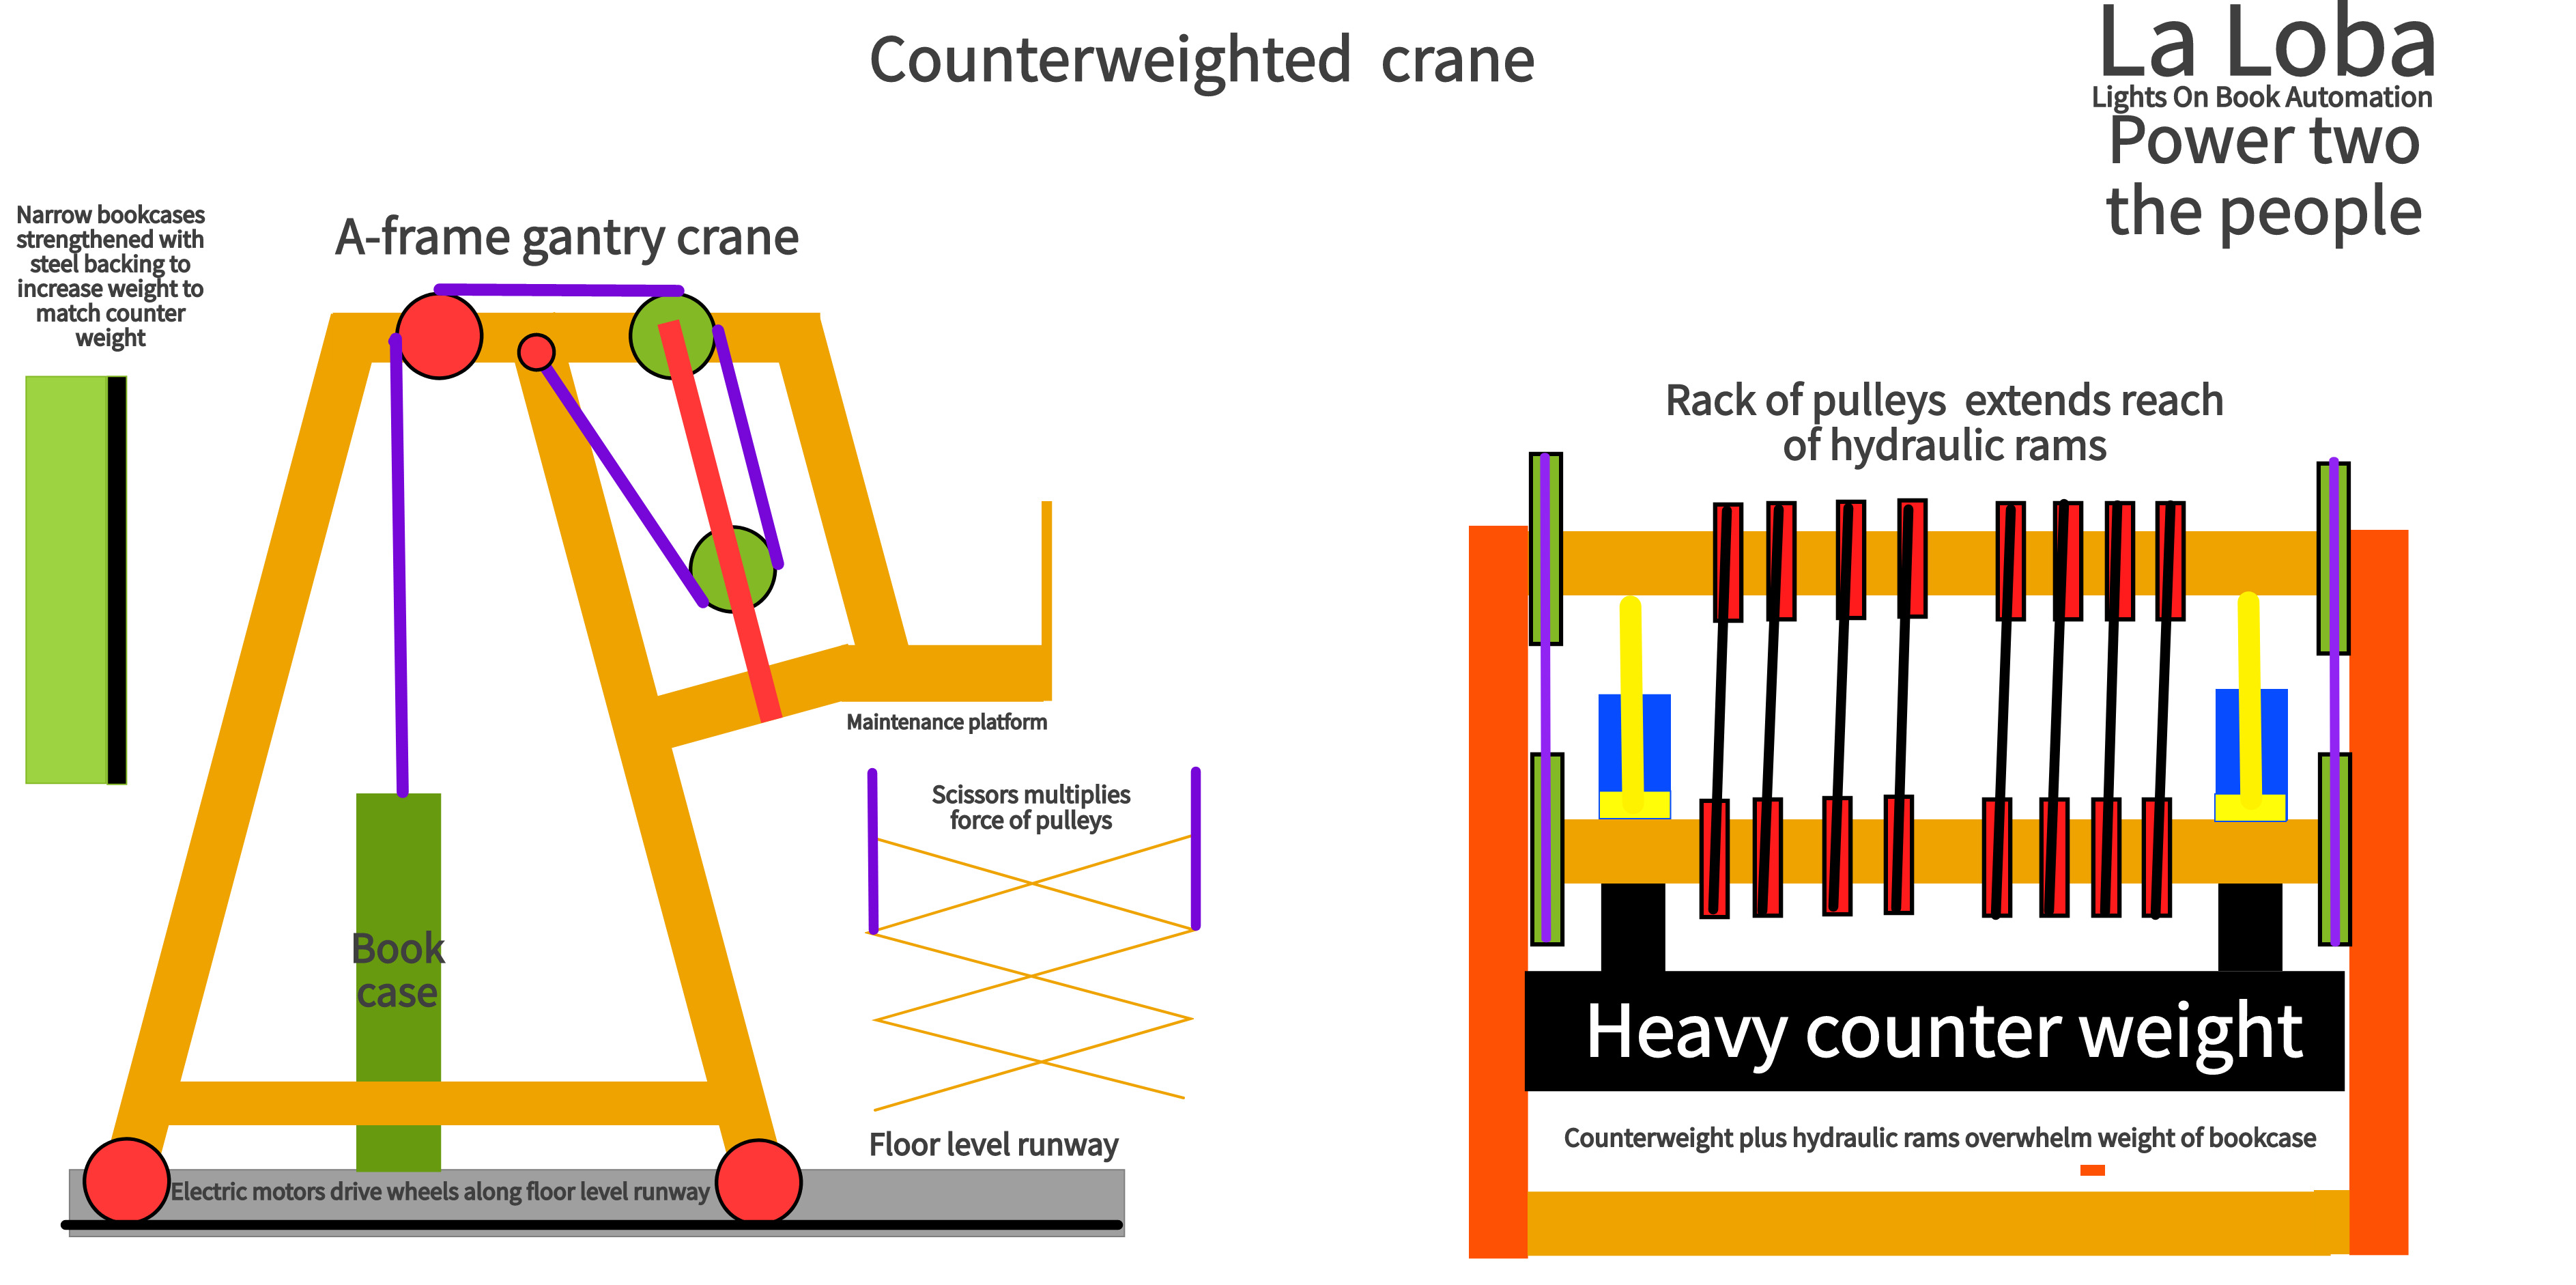 Counterweighted crane
La Loba
Lights On Book Automation
Power two
the people
Narrow bookcases
strengthened with
steel backing to
increase weight to
match counter
weight
A-frame gantry crane
Rack of pulleys extends reach
of hydraulic rams
Maintenance platform
Scissors multiplies
force of pulleys
Book
case
Heavy counter weight
Counterweight plus hydraulic rams overwhelm weight of bookcase
Floor level runway
Electric motors drive wheels along floor level runway